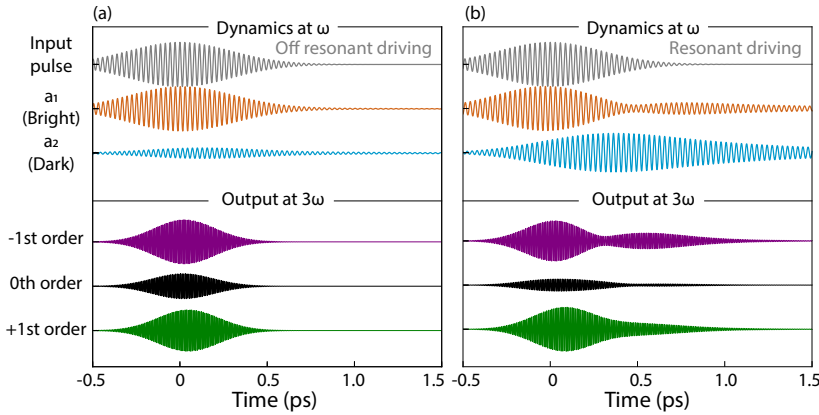 (a)
Dynamics at ω
Off resonant driving
Input
pulse
a₁
(Bright)
a₂
(Dark)
Output at 3ω
-1st order
0th order
+1st order
-0.5 0 0.5 1.0 1.5
Time (ps)
(b)
Dynamics at ω
Resonant driving
Output at 3ω
-0.5 0 0.5 1.0 1.5
Time (ps)